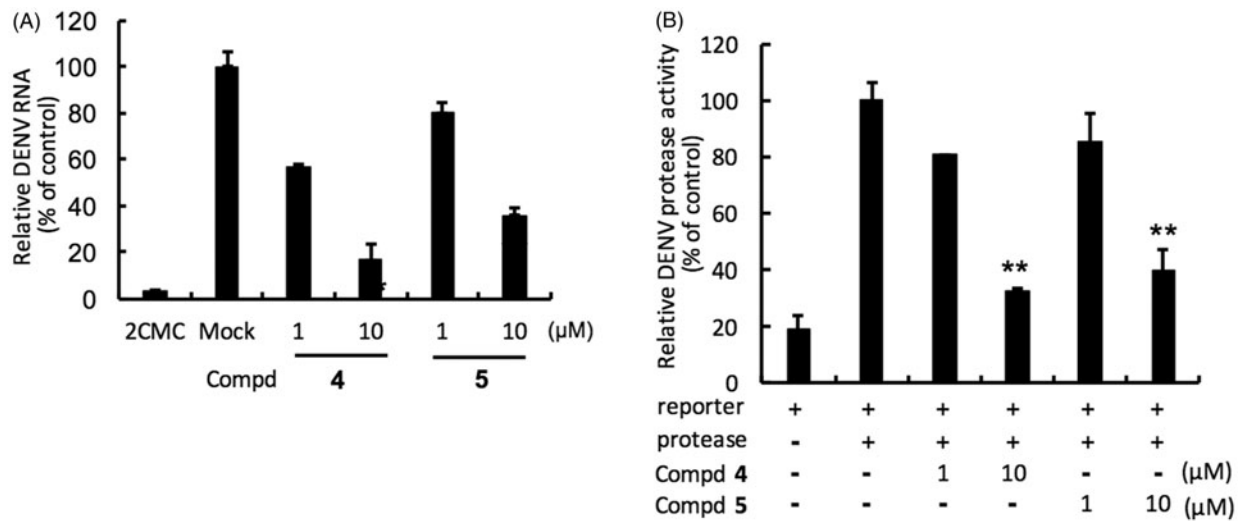 (A)
Relative DENV RNA
(% of control)
120
100
80
60
40
20
0
2CMC Mock 1 10 1 10 (μM)
Compd 4 5
(B)
Relative DENV protease activity
(% of control)
120
100
80
60
40
20
0
** **
reporter + + + + + +
protease - + + + + +
Compd 4 - - 1 10 - - (μM)
Compd 5 - - - - 1 10 (μM)